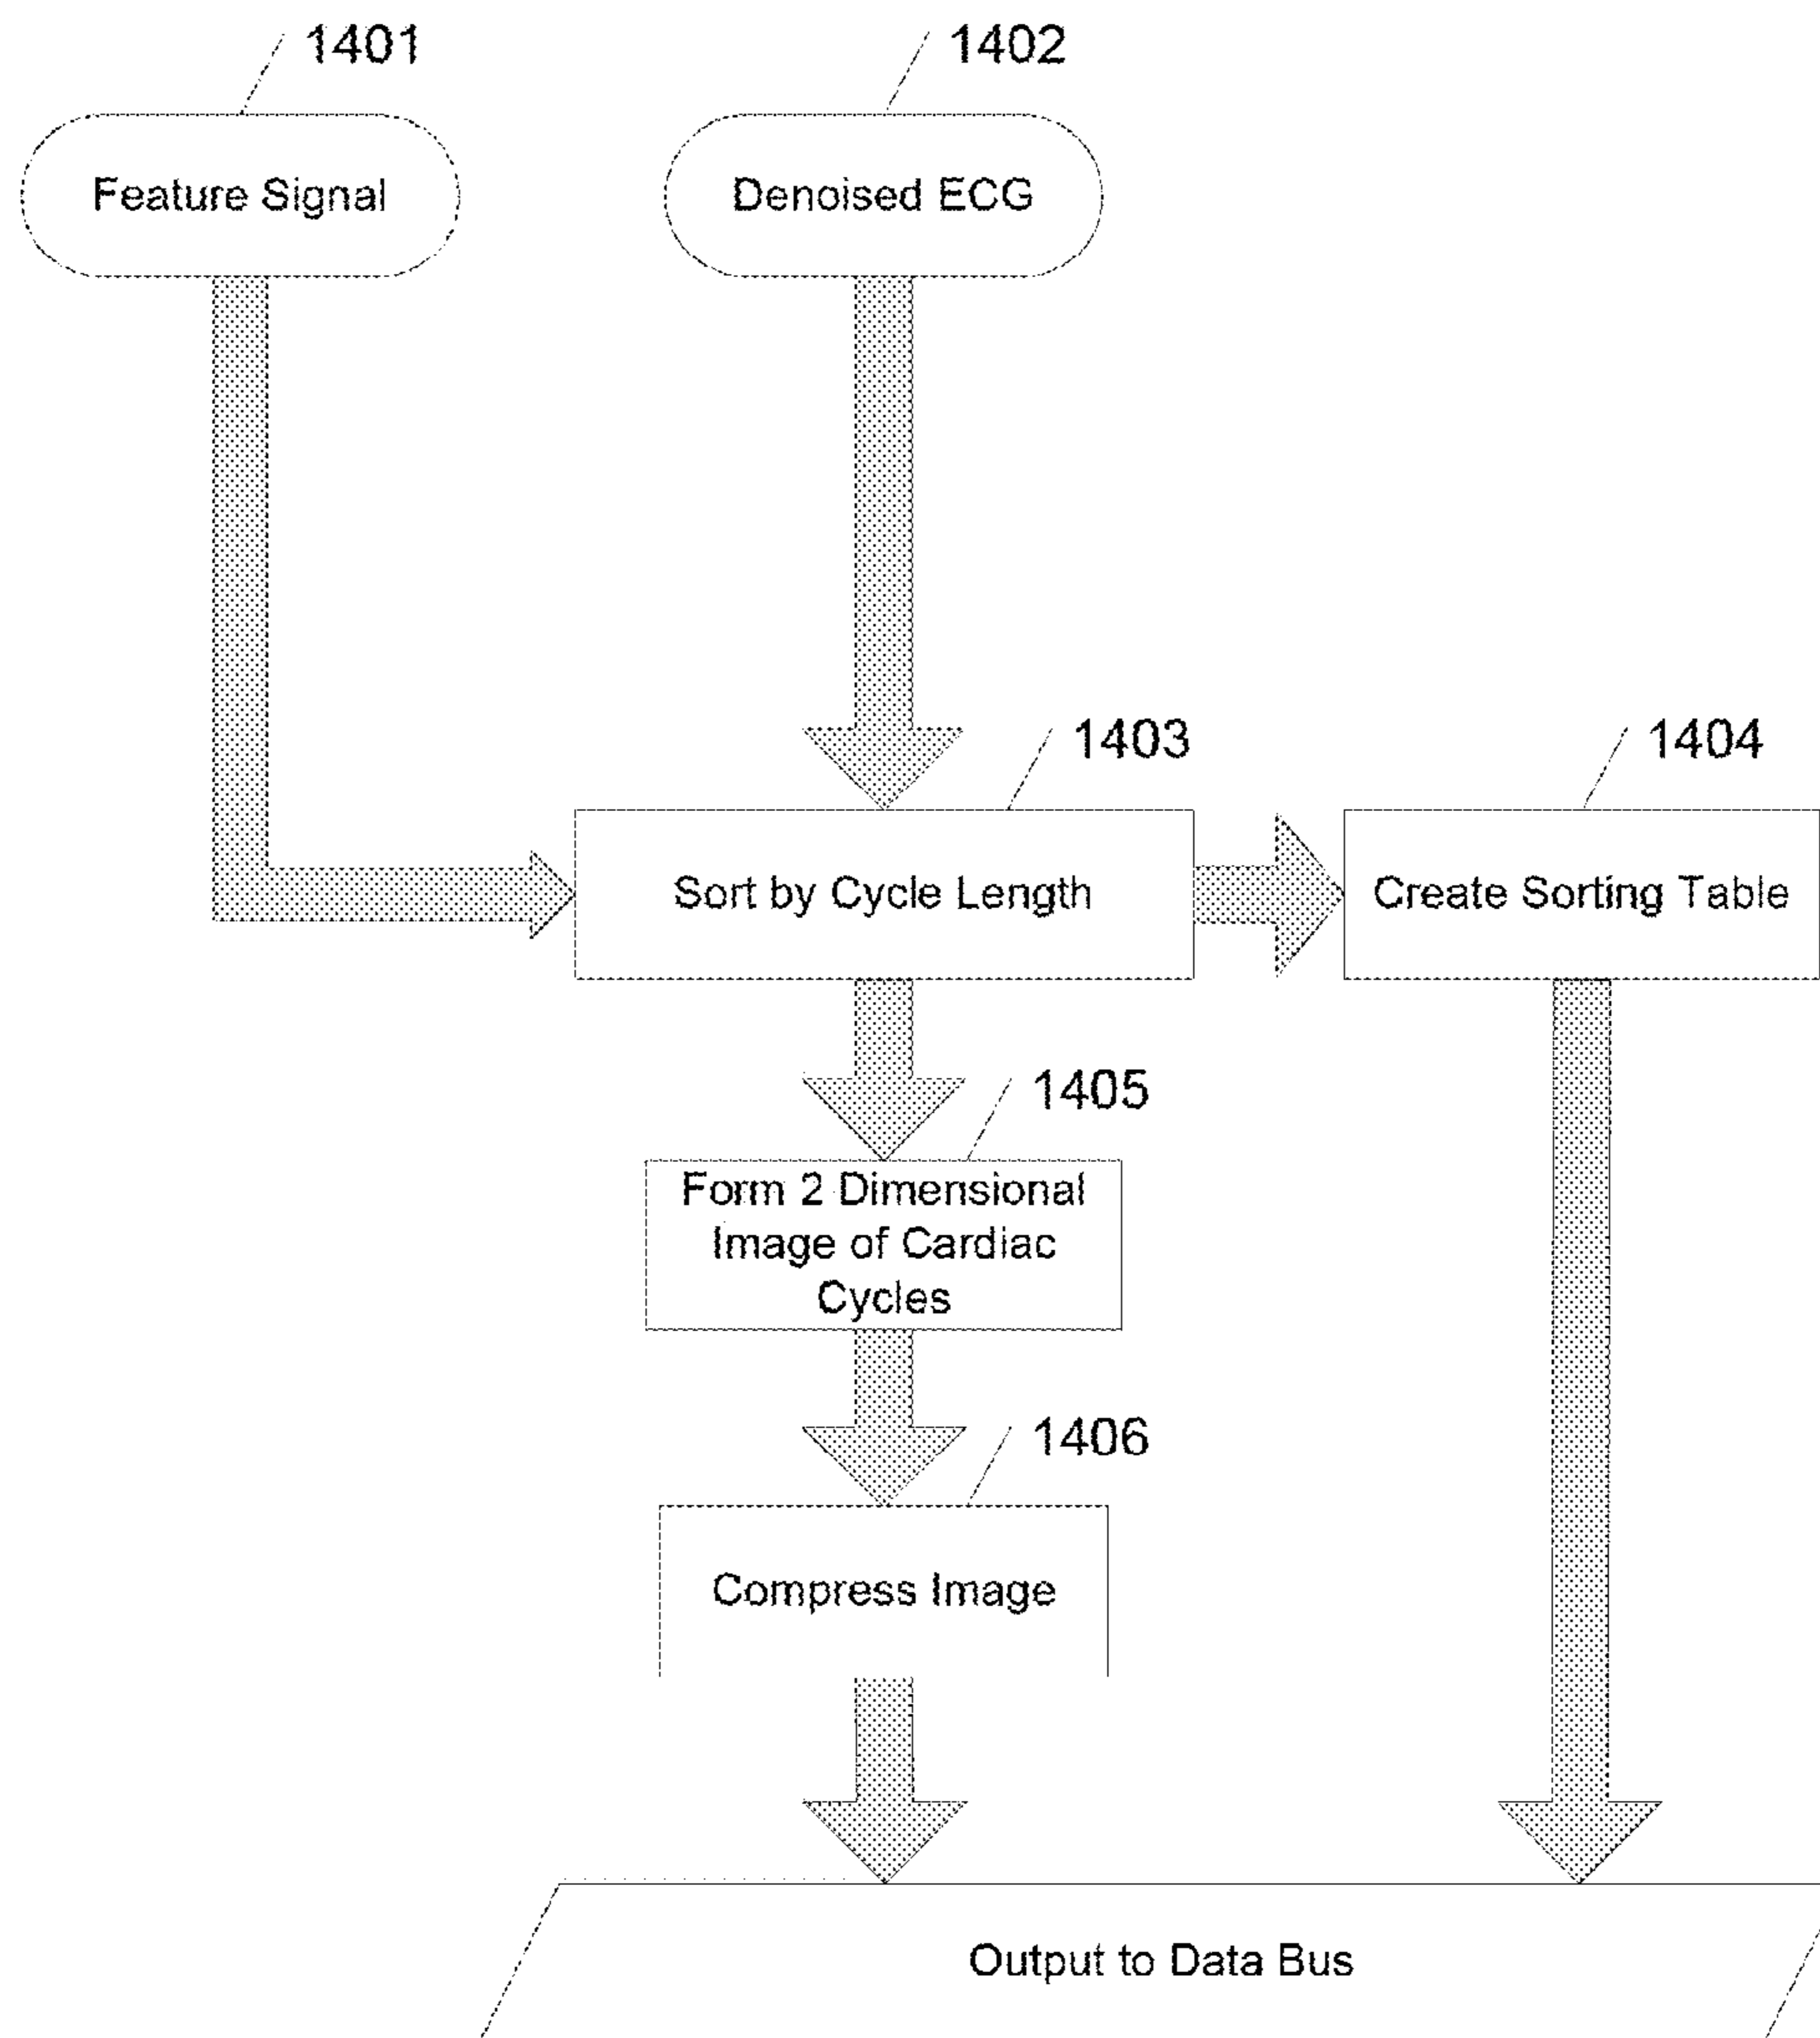 1401
1402
Feature Signal
Denoised ECG
1403
1404
Sort by Cycle Length
Create Sorting Table
1405
Form 2 Dimensional
Image of Cardiac
Cycles
1406
Compress Image
Output to Data Bus